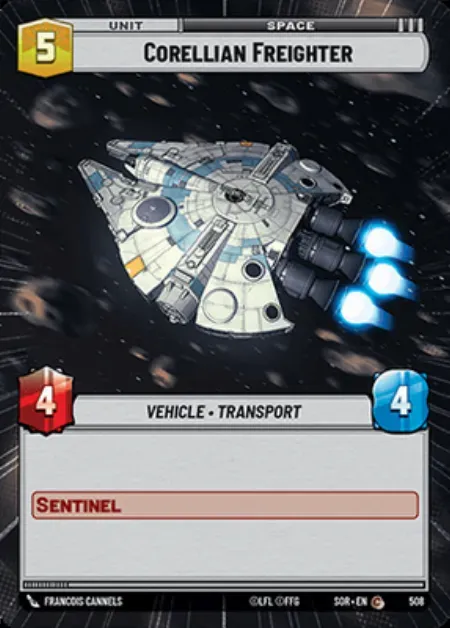 5
UNIT
SPACE
CORELLIAN FREIGHTER
4
VEHICLE • TRANSPORT
4
SENTINEL
FRANCOIS CANNELS
©LFL ©FFG
SOR • EN
C
508